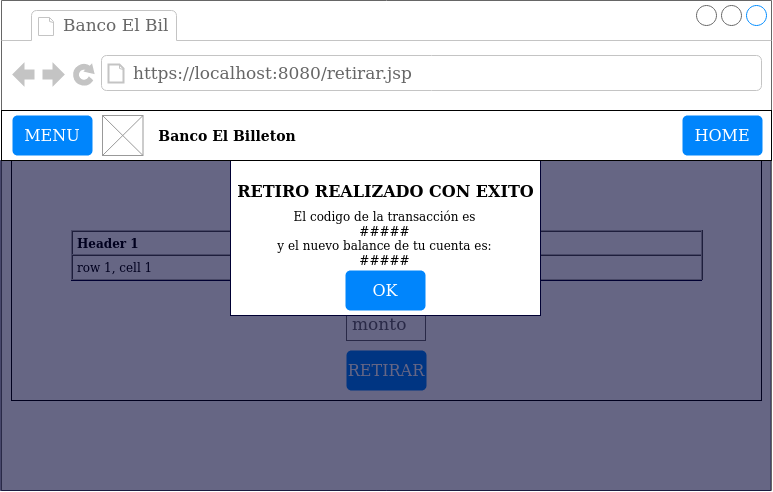 Banco El Bil
https://localhost:8080/retirar.jsp
MENU
Banco El Billeton
HOME
RETIRO REALIZADO CON EXITO
El codigo de la transacción es
#####
y el nuevo balance de tu cuenta es:
#####
OK
Header 1
row 1, cell 1
monto
RETIRAR